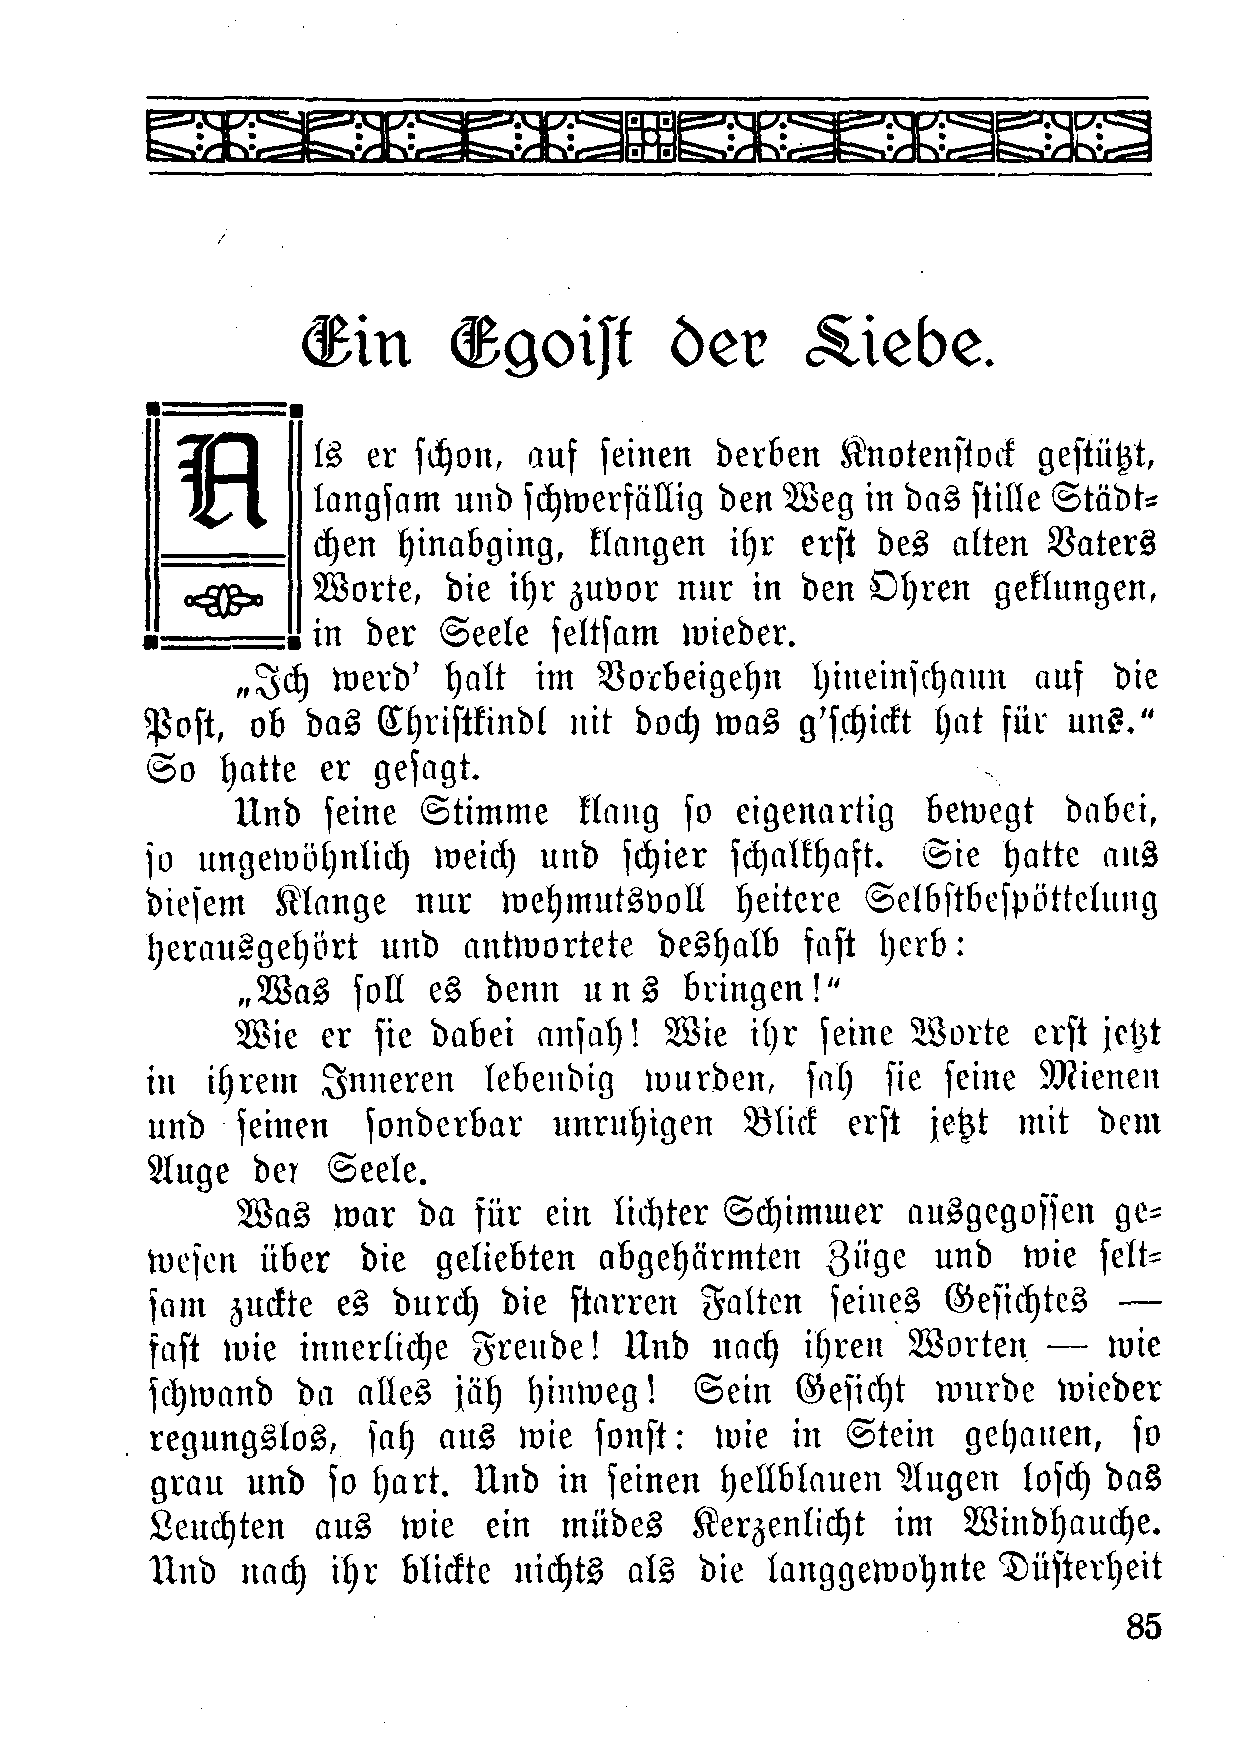 Ein Egoiſt der Liebe.
Als er ſchon, auf ſeinen derben Knotenſtock geſtützt,
langſam und ſchwerfällig den Weg in das ſtille Städt⸗
chen hinabging, klangen ihr erſt des alten Vaters
Worte, die ihr zuvor nur in den Ohren geklungen,
in der Seele ſeltſam wieder.
„Ich werd' halt im Vorbeigehn hineinſchaun auf die
Poſt, ob das Chriſtkindl nit doch was g'ſchickt hat für uns.“
So hatte er geſagt.
Und ſeine Stimme klang ſo eigenartig bewegt dabei,
ſo ungewöhnlich weich und ſchier ſchalkhaft. Sie hatte aus
dieſem Klange nur wehmutsvoll heitere Selbſtbeſpöttelung
herausgehört und antwortete deshalb faſt herb:
„Was ſoll es denn uns bringen!“
Wie er ſie dabei anſah! Wie ihr ſeine Worte erſt jetzt
in ihrem Inneren lebendig wurden, ſah ſie ſeine Mienen
und ſeinen ſonderbar unruhigen Blick erſt jetzt mit dem
Auge der Seele.
Was war da für ein lichter Schimmer ausgegoſſen ge⸗
weſen über die geliebten abgehärmten Züge und wie ſelt⸗
ſam zuckte es durch die ſtarren Falten ſeines Geſichtes —
faſt wie innerliche Freude! Und nach ihren Worten — wie
ſchwand da alles jäh hinweg! Sein Geſicht wurde wieder
regungslos, ſah aus wie ſonſt: wie in Stein gehauen, ſo
grau und ſo hart. Und in ſeinen hellblauen Augen loſch das
Leuchten aus wie ein müdes Kerzenlicht im Windhauche.
Und nach ihr blickte nichts als die langgewohnte Düſterheit
85